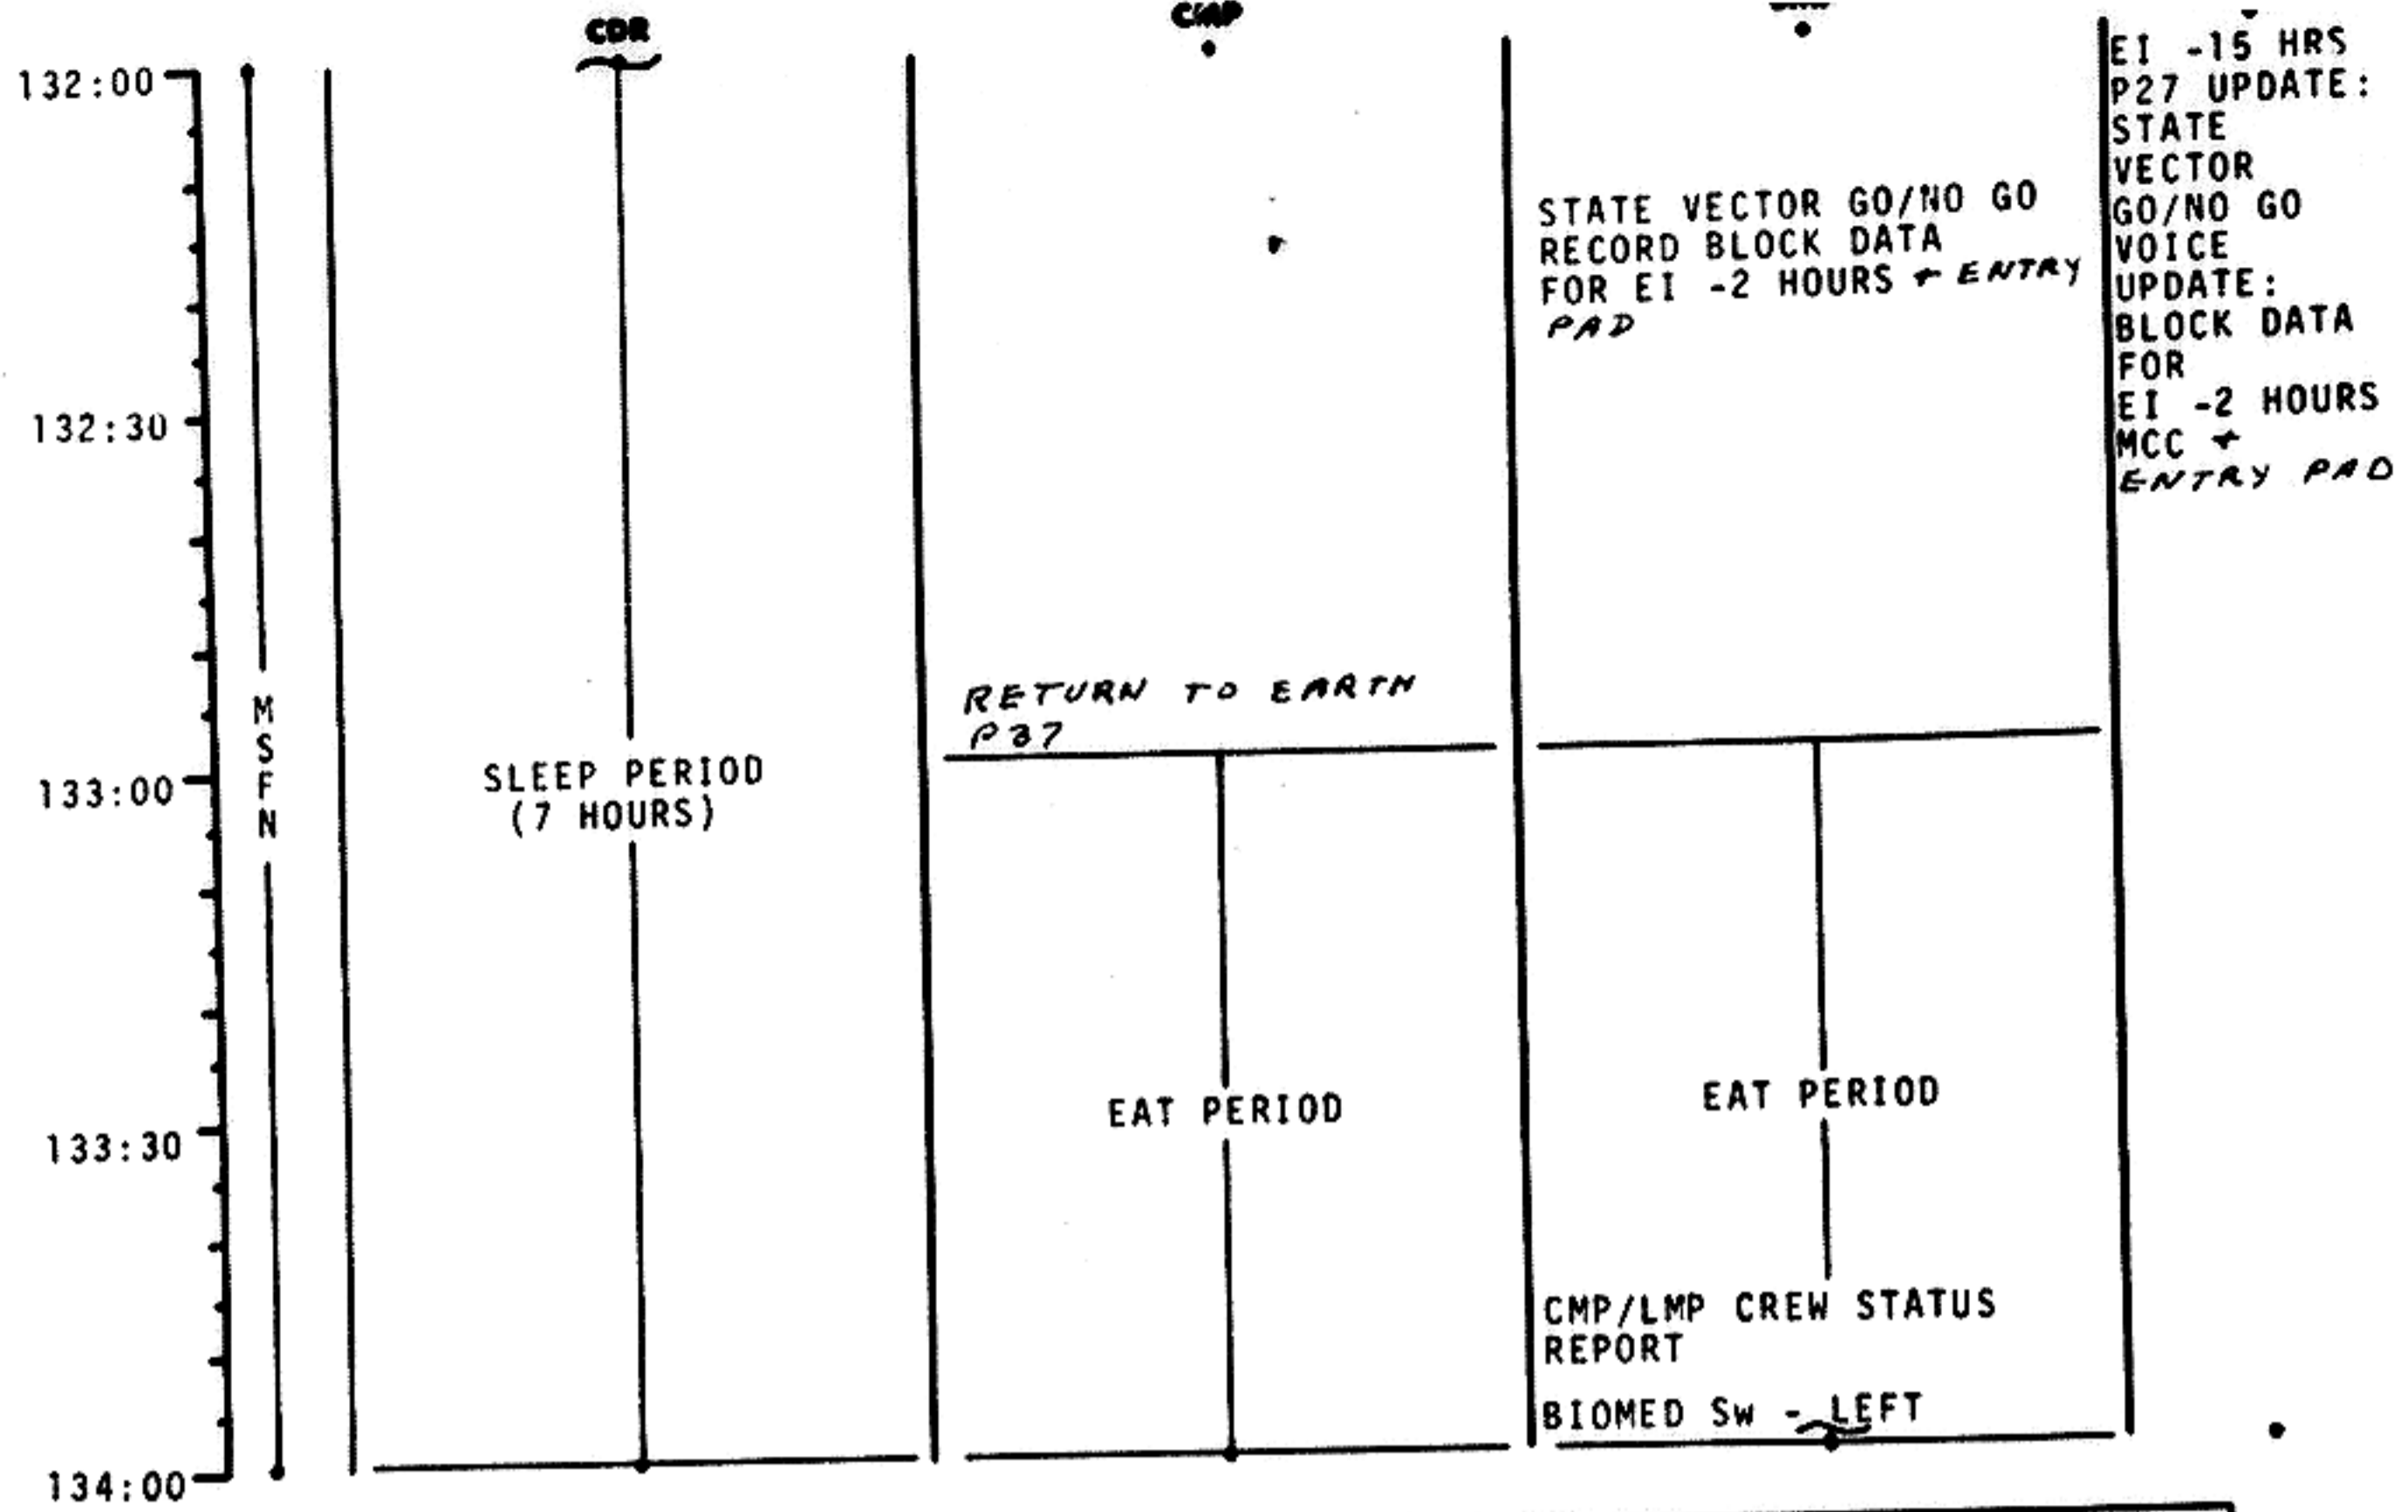 CDR
CMP
132:00
132:30
133:00
133:30
134:00
M
S
F
N
SLEEP PERIOD
(7 HOURS)
RETURN TO EARTH
P37
EAT PERIOD
STATE VECTOR GO/NO GO
RECORD BLOCK DATA
FOR EI -2 HOURS + ENTRY
PAD
EAT PERIOD
CMP/LMP CREW STATUS
REPORT
BIOMED Sw - LEFT
EI -15 HRS
P27 UPDATE:
STATE
VECTOR
GO/NO GO
VOICE
UPDATE:
BLOCK DATA
FOR
EI -2 HOURS
MCC +
ENTRY PAD